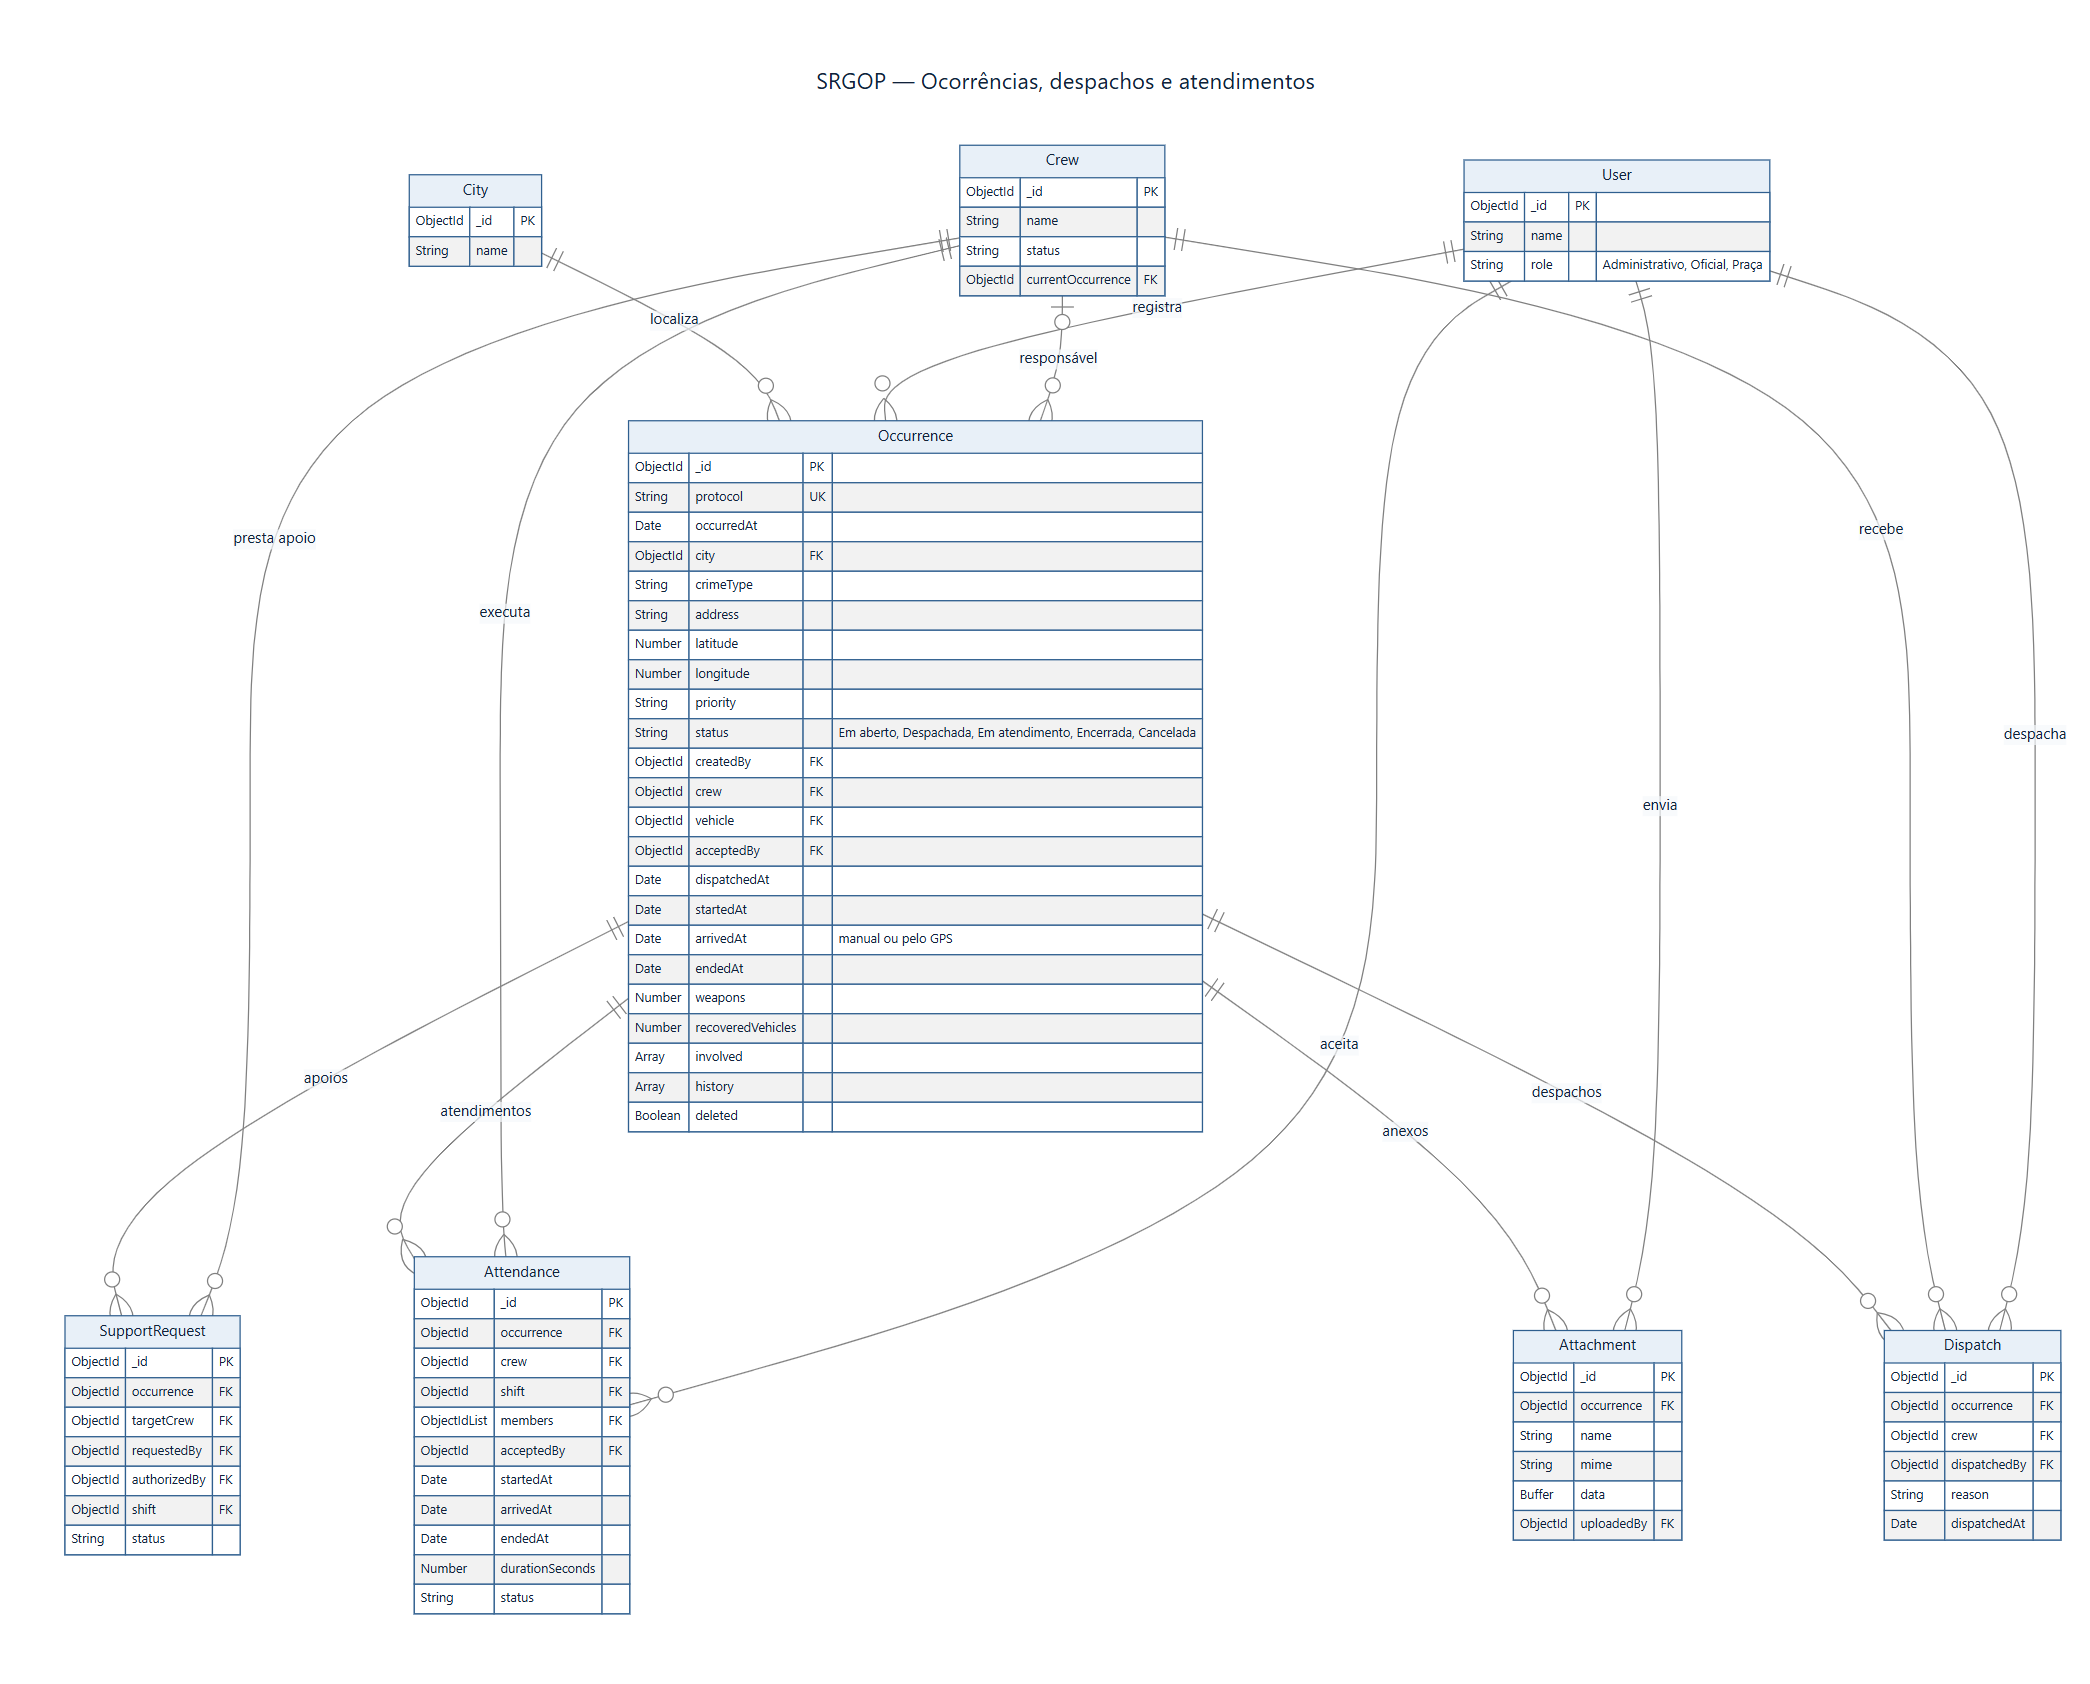 SRGOP — Ocorrências, despachos e atendimentos
City
ObjectId _id PK
String name
Crew
ObjectId _id PK
String name
String status
ObjectId currentOccurrence FK
User
ObjectId _id PK
String name
String role Administrativo, Oficial, Praça
localiza
registra
responsável
presta apoio
executa
recebe
despacha
envia
aceita
apoios
atendimentos
anexos
despachos
Occurrence
ObjectId _id PK
String protocol UK
Date occurredAt
ObjectId city FK
String crimeType
String address
Number latitude
Number longitude
String priority
String status Em aberto, Despachada, Em atendimento, Encerrada, Cancelada
ObjectId createdBy FK
ObjectId crew FK
ObjectId vehicle FK
ObjectId acceptedBy FK
Date dispatchedAt
Date startedAt
Date arrivedAt manual ou pelo GPS
Date endedAt
Number weapons
Number recoveredVehicles
Array involved
Array history
Boolean deleted
SupportRequest
ObjectId _id PK
ObjectId occurrence FK
ObjectId targetCrew FK
ObjectId requestedBy FK
ObjectId authorizedBy FK
ObjectId shift FK
String status
Attendance
ObjectId _id PK
ObjectId occurrence FK
ObjectId crew FK
ObjectId shift FK
ObjectIdList members FK
ObjectId acceptedBy FK
Date startedAt
Date arrivedAt
Date endedAt
Number durationSeconds
String status
Attachment
ObjectId _id PK
ObjectId occurrence FK
String name
String mime
Buffer data
ObjectId uploadedBy FK
Dispatch
ObjectId _id PK
ObjectId occurrence FK
ObjectId crew FK
ObjectId dispatchedBy FK
String reason
Date dispatchedAt